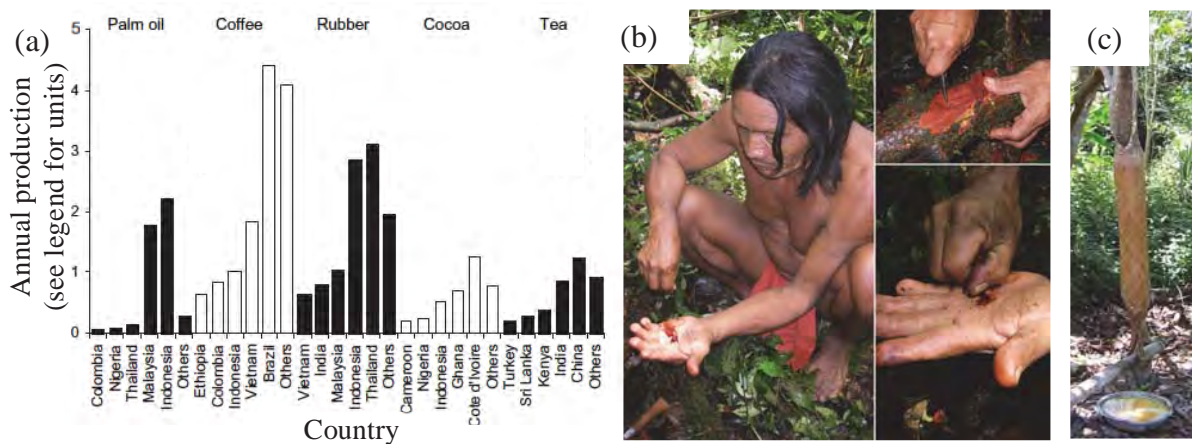 (a)
Palm oil Coffee Rubber Cocoa Tea
5
4
3
2
1
0
Annual production
(see legend for units)
Colombia
Nigeria
Thailand
Malaysia
Indonesia
Others
Ethiopia
Colombia
Indonesia
Vietnam
Brazil
Others
Vietnam
India
Malaysia
Indonesia
Thailand
Others
Cameroon
Nigeria
Indonesia
Ghana
Cote d'Ivoire
Others
Turkey
Sri Lanka
Kenya
India
China
Others
Country
(b)
(c)